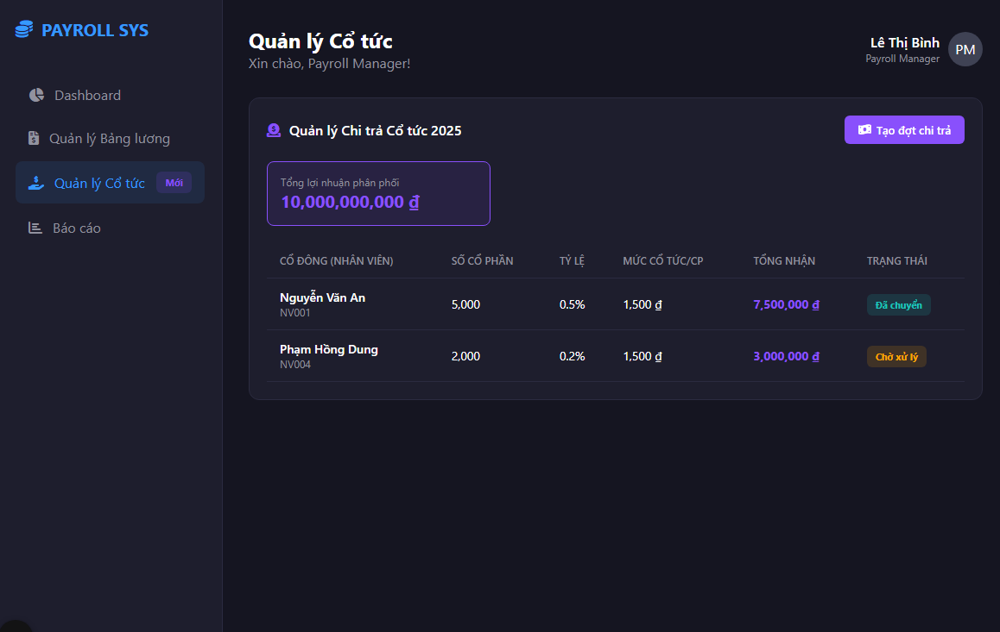 PAYROLL SYS
Dashboard
Quản lý Bảng lương
Quản lý Cổ tức Mới
Báo cáo
Quản lý Cổ tức
Xin chào, Payroll Manager!
Lê Thị Bình
Payroll Manager
PM
Quản lý Chi trả Cổ tức 2025
Tạo đợt chi trả
Tổng lợi nhuận phân phối
10,000,000,000 ₫
CỔ ĐÔNG (NHÂN VIÊN) SỐ CỔ PHẦN TỶ LỆ MỨC CỔ TỨC/CP TỔNG NHẬN TRẠNG THÁI
Nguyễn Văn An
NV001
5,000 0.5% 1,500 ₫ 7,500,000 ₫ Đã chuyển
Phạm Hồng Dung
NV004
2,000 0.2% 1,500 ₫ 3,000,000 ₫ Chờ xử lý